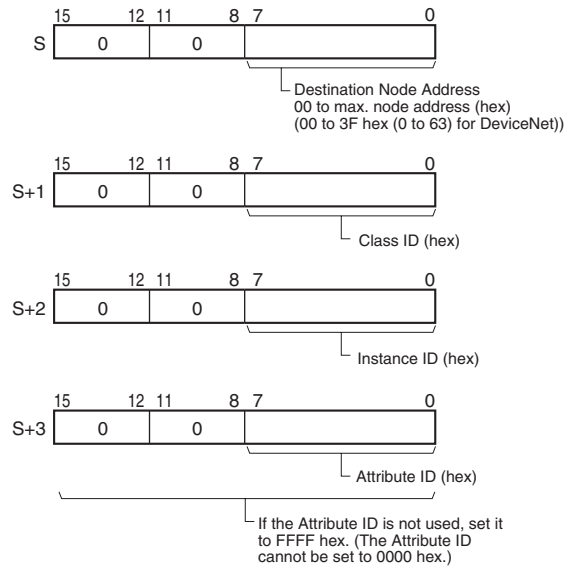 15 12 11 8 7 0
S 0 0
Destination Node Address
00 to max. node address (hex)
(00 to 3F hex (0 to 63) for DeviceNet))
15 12 11 8 7 0
S+1 0 0
Class ID (hex)
15 12 11 8 7 0
S+2 0 0
Instance ID (hex)
15 12 11 8 7 0
S+3 0 0
Attribute ID (hex)
If the Attribute ID is not used, set it
to FFFF hex. (The Attribute ID
cannot be set to 0000 hex.)